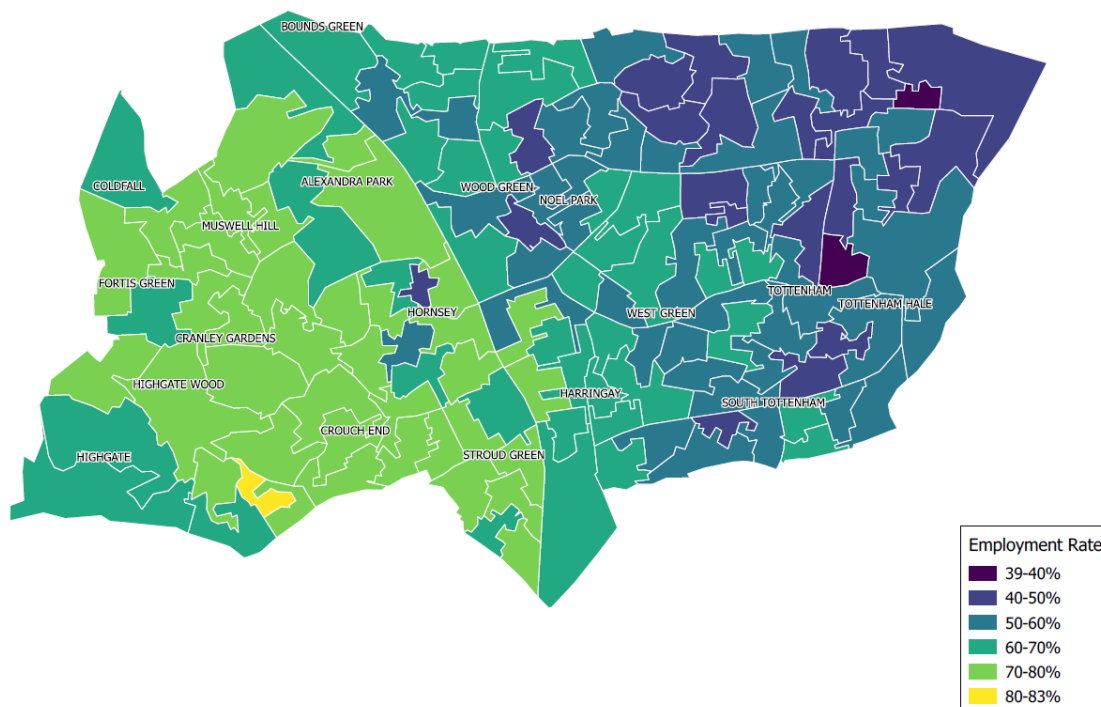 BOUNDS GREEN
COLDFALL
ALEXANDRA PARK
WOOD GREEN
NOEL PARK
MUSWELL HILL
FORTIS GREEN
TOTTENHAM
TOTTENHAM HALE
HORNSEY
WEST GREEN
CRANLEY GARDENS
HIGHGATE WOOD
HARRINGAY
SOUTH TOTTENHAM
CROUCH END
HIGHGATE
STROUD GREEN
Employment Rate
39-40%
40-50%
50-60%
60-70%
70-80%
80-83%